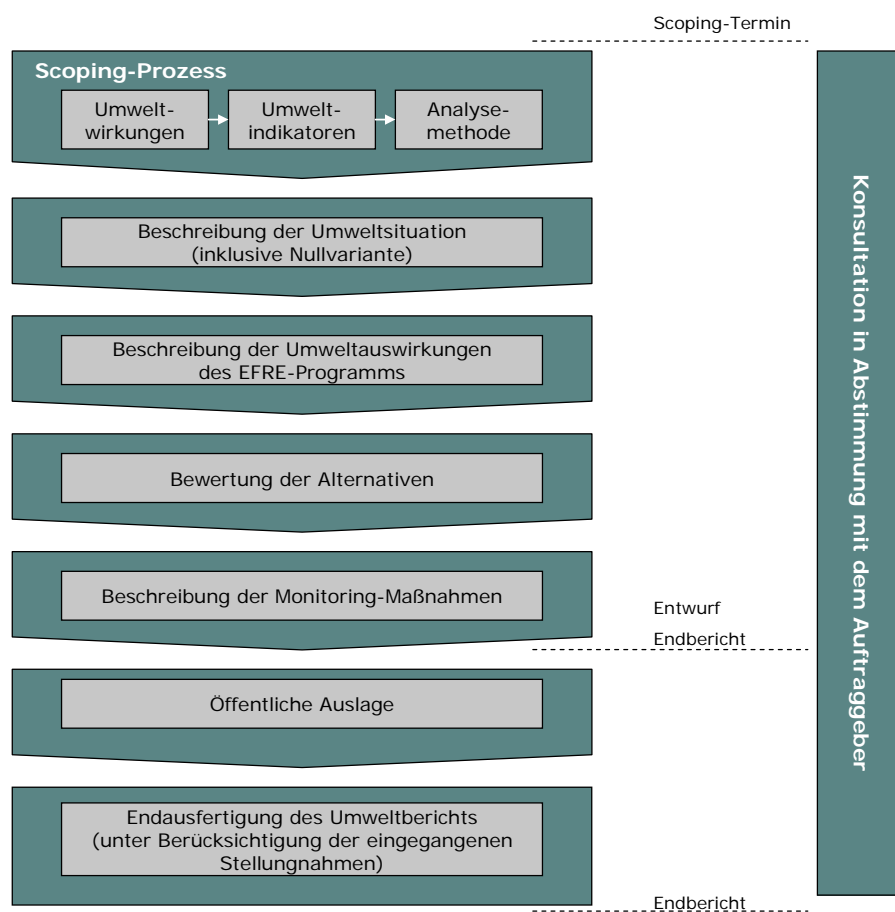 Scoping-Termin
Scoping-Prozess
Umwelt-
wirkungen
Umwelt-
indikatoren
Analyse-
methode
Beschreibung der Umweltsituation
(inklusive Nullvariante)
Beschreibung der Umweltauswirkungen
des EFRE-Programms
Bewertung der Alternativen
Beschreibung der Monitoring-Maßnahmen
Entwurf
Endbericht
Öffentliche Auslage
Endausfertigung des Umweltberichts
(unter Berücksichtigung der eingegangenen
Stellungnahmen)
Endbericht
Konsultation in Abstimmung mit dem Auftraggeber